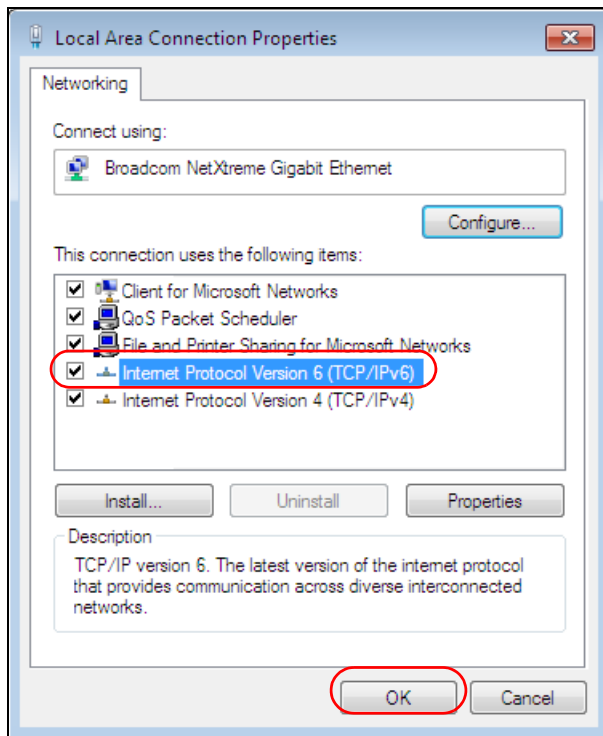 Local Area Connection Properties
Networking
Connect using:
Broadcom NetXtreme Gigabit Ethernet
Configure...
This connection uses the following items:
Client for Microsoft Networks
QoS Packet Scheduler
File and Printer Sharing for Microsoft Networks
Internet Protocol Version 6 (TCP/IPv6)
Internet Protocol Version 4 (TCP/IPv4)
Install... Uninstall Properties
Description
TCP/IP version 6. The latest version of the internet protocol
that provides communication across diverse interconnected
networks.
OK Cancel